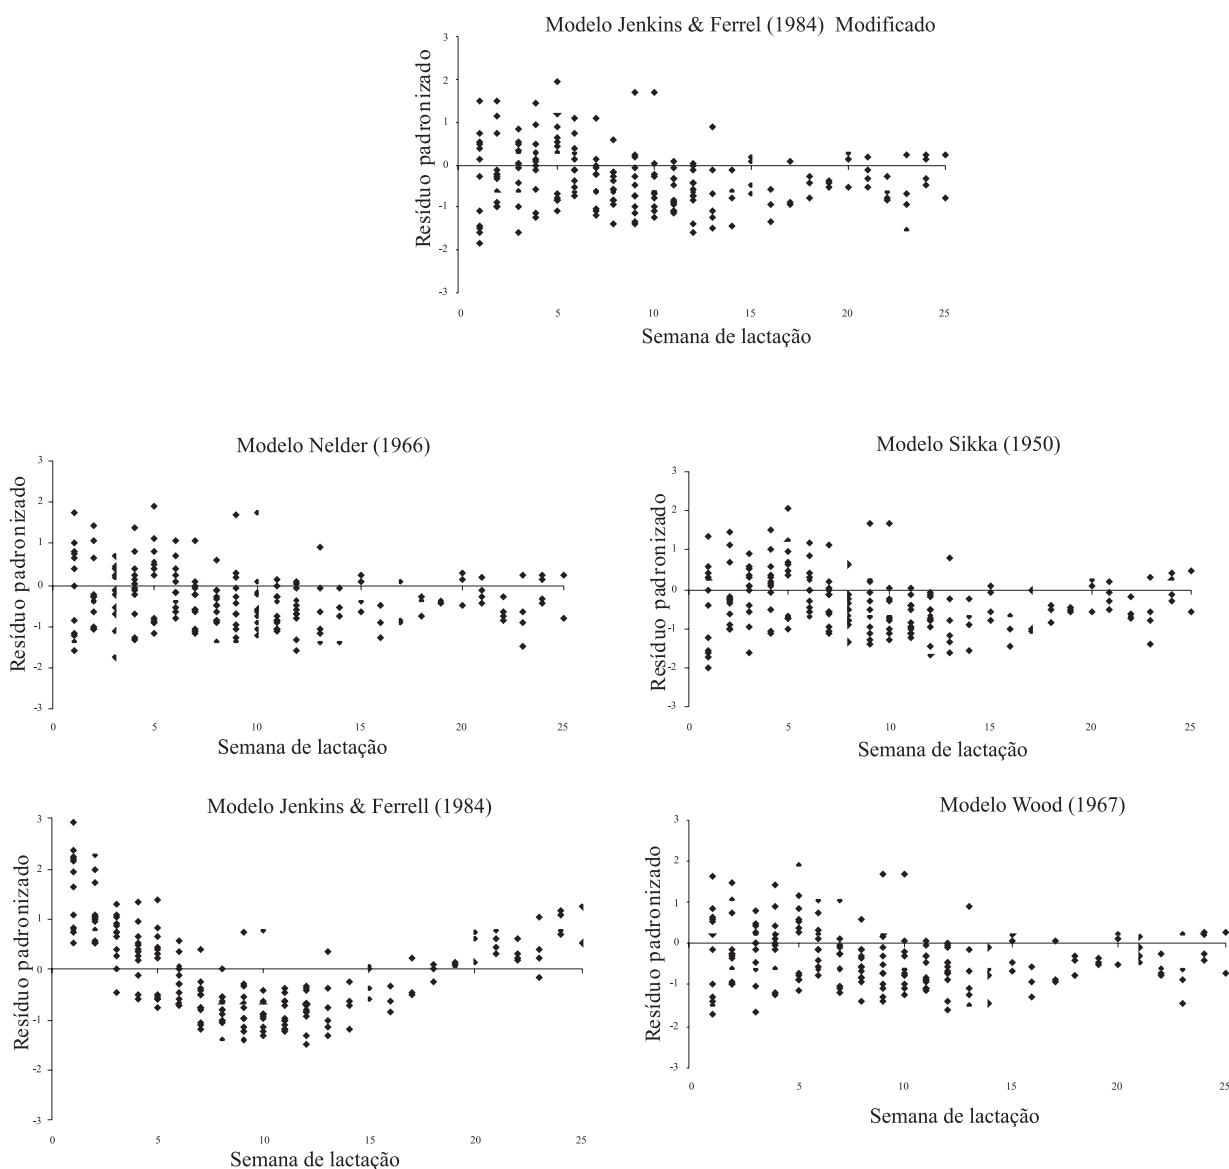 Modelo Jenkins & Ferrel (1984) Modificado
3
2
1
0
-1
-2
-3
Resíduo padronizado
0 5 10 15 20 25
Semana de lactação
Modelo Nelder (1966)
3
2
1
0
-1
-2
-3
Resíduo padronizado
0 5 10 15 20 25
Semana de lactação
Modelo Sikka (1950)
3
2
1
0
-1
-2
-3
Resíduo padronizado
0 5 10 15 20 25
Semana de lactação
Modelo Jenkins & Ferrell (1984)
3
2
1
0
-1
-2
-3
Resíduo padronizado
0 5 10 15 20 25
Semana de lactação
Modelo Wood (1967)
3
2
1
0
-1
-2
-3
Resíduo padronizado
0 5 10 15 20 25
Semana de lactação